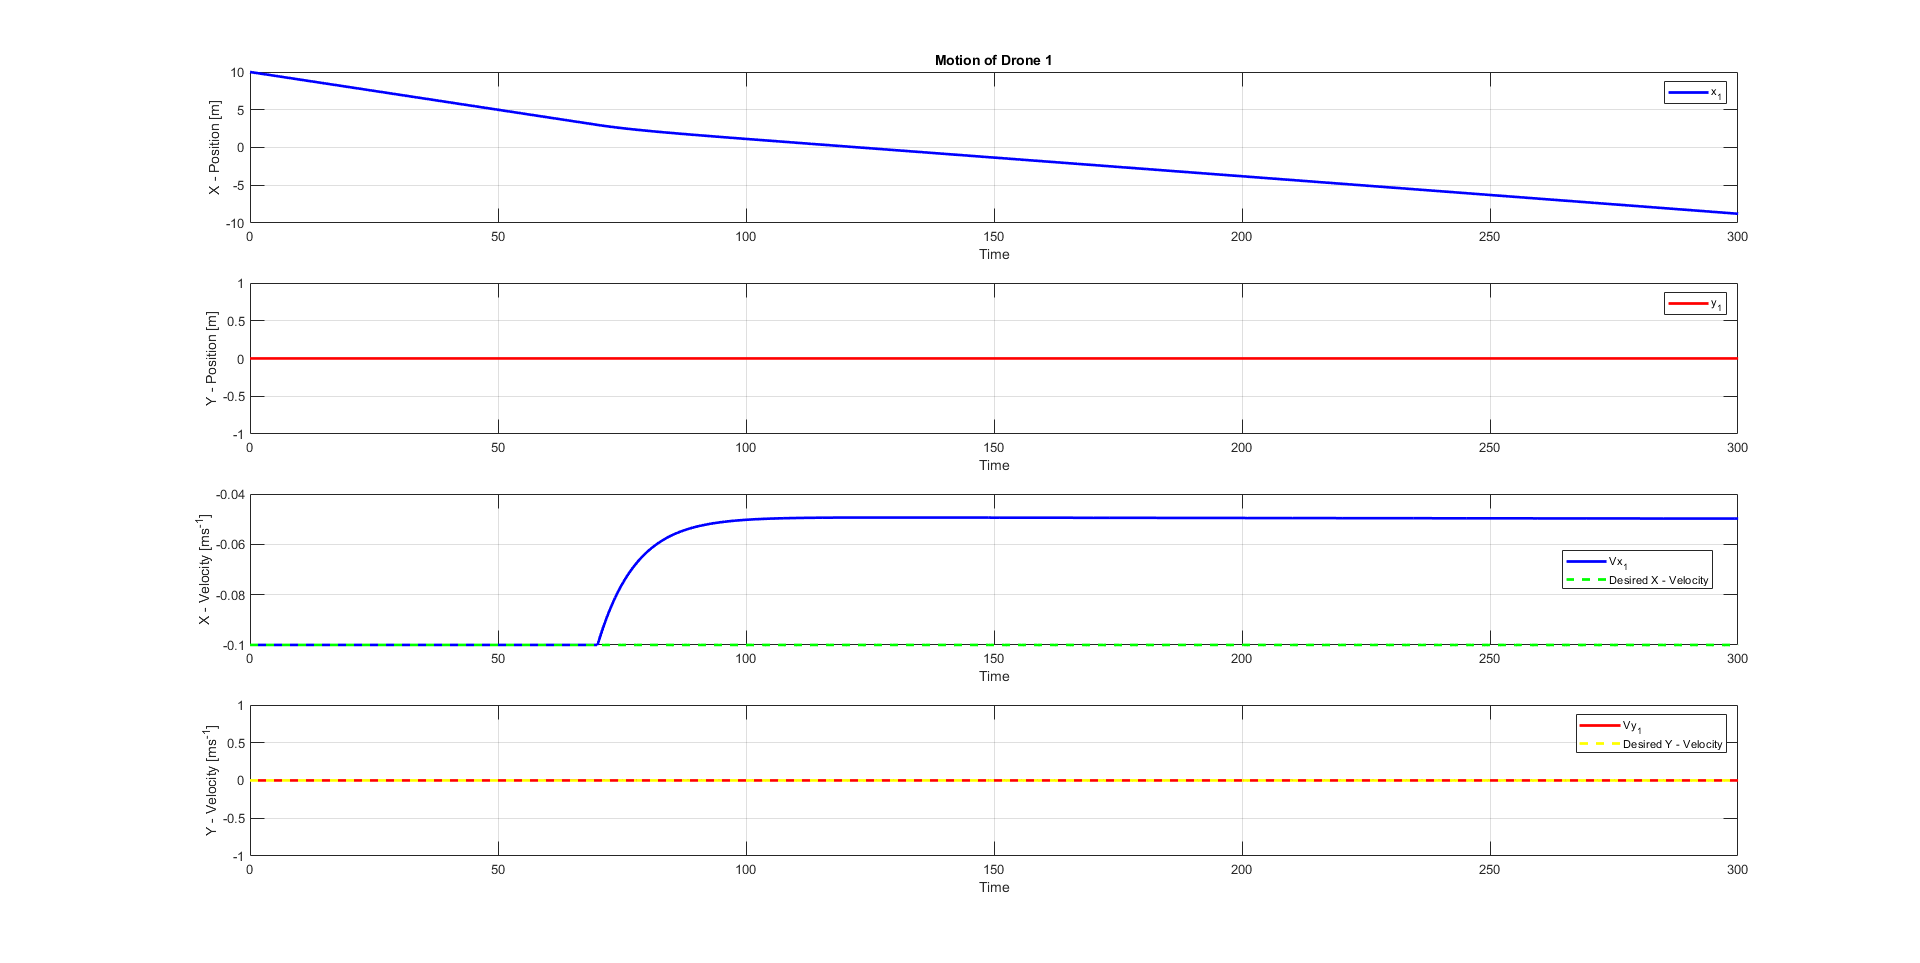 Motion of Drone 1
X - Position [m]
10
5
0
-5
-10
x1
0 50 100 150 200 250 300
Time
Y - Position [m]
1
0.5
0
-0.5
-1
y1
0 50 100 150 200 250 300
Time
X - Velocity [ms-1]
-0.04
-0.06
-0.08
-0.1
Vx1
Desired X - Velocity
0 50 100 150 200 250 300
Time
Y - Velocity [ms-1]
1
0.5
0
-0.5
-1
Vy1
Desired Y - Velocity
0 50 100 150 200 250 300
Time